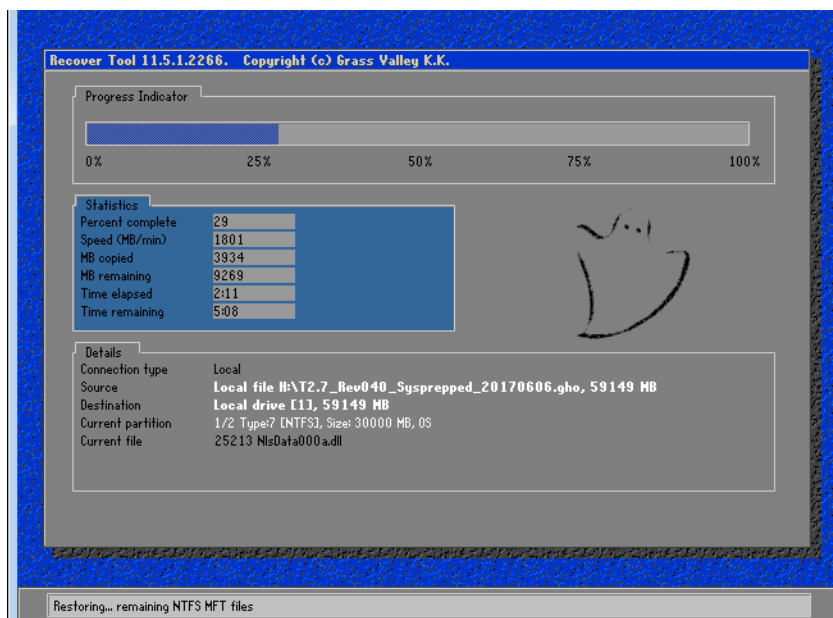 Recover Tool 11.5.1.2266. Copyright (c) Grass Valley K.K.
Progress Indicator
0% 25% 50% 75% 100%
Statistics
Percent complete 29
Speed (MB/min) 1801
MB copied 3934
MB remaining 9269
Time elapsed 2:11
Time remaining 5:08
Details
Connection type Local
Source Local file H:\T2.7_Rev040_Sysprepped_20170606.gho, 59149 MB
Destination Local drive [1], 59149 MB
Current partition 1/2 Type:7 [NTFS], Size: 30000 MB, OS
Current file 25213 NlsData000a.dll
Restoring... remaining NTFS MFT files